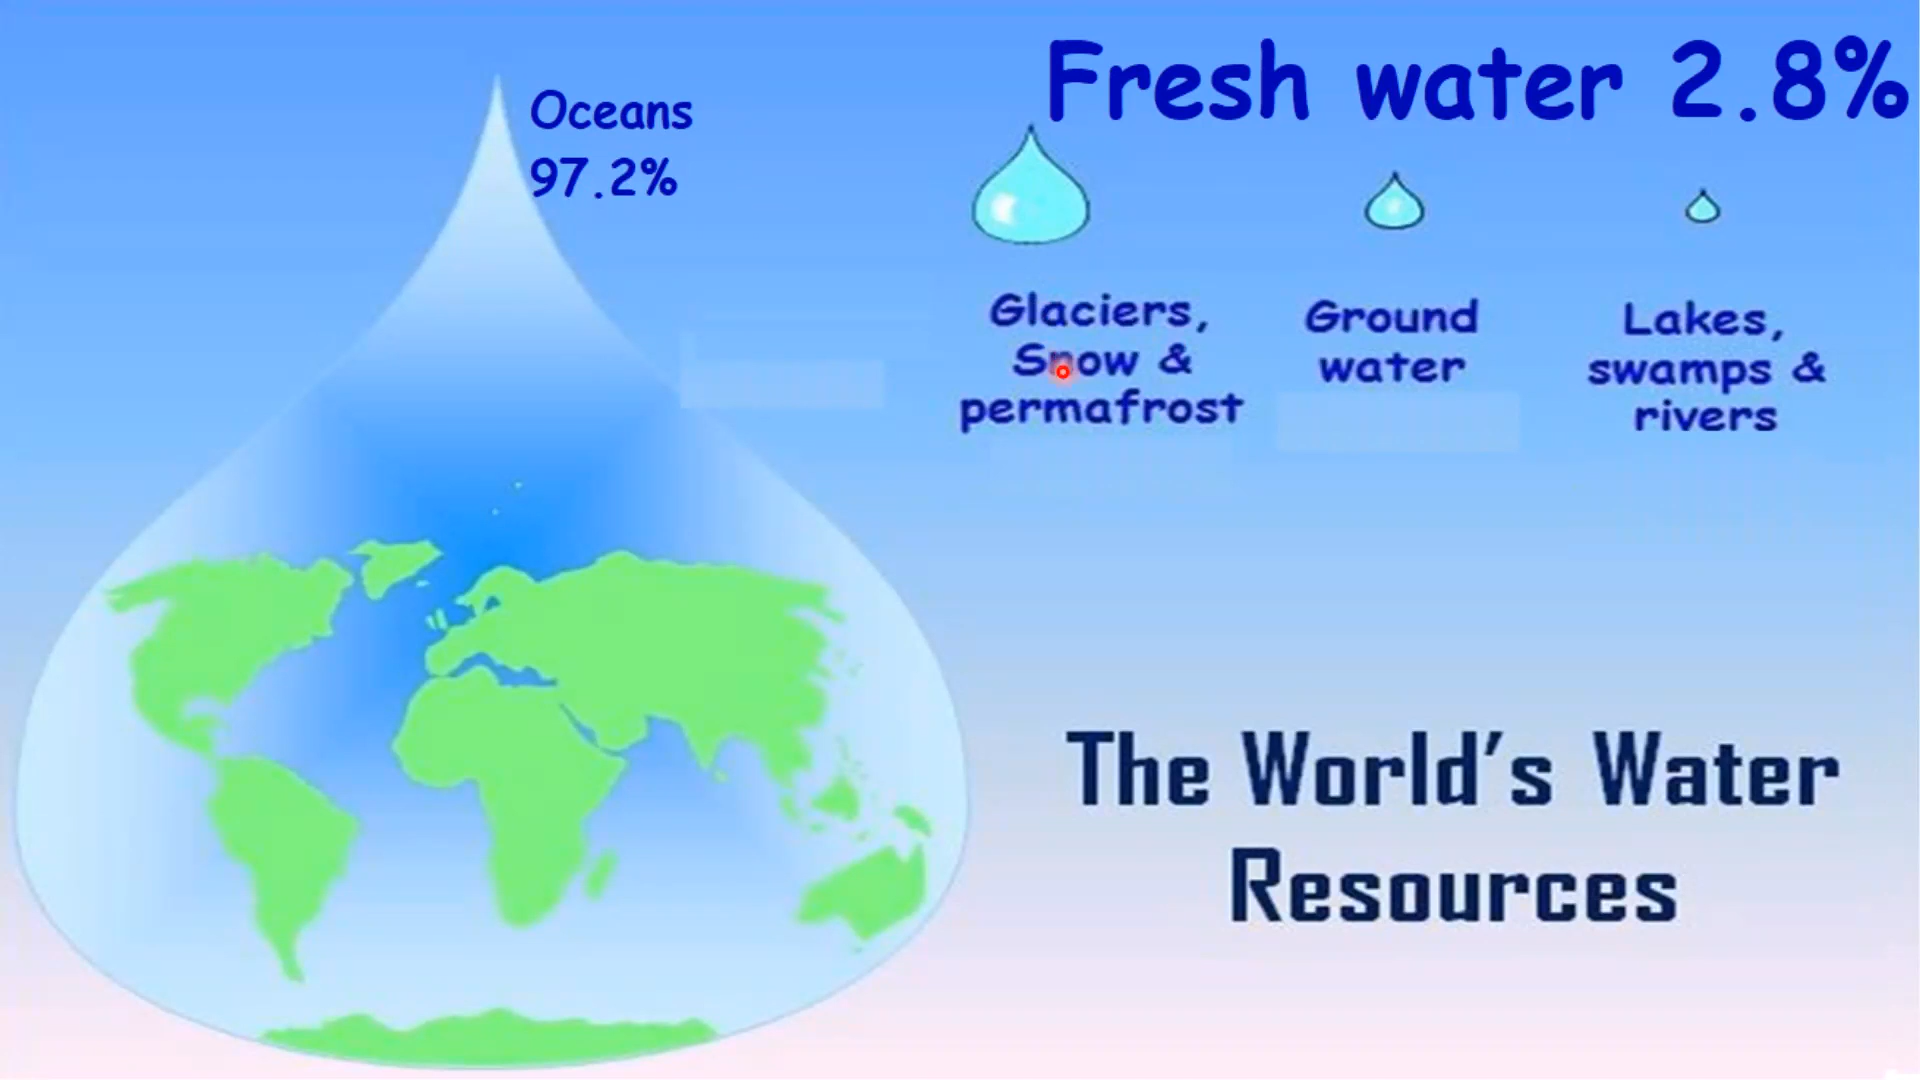 Oceans
97.2%
Fresh water 2.8%
Glaciers,
Snow &
permafrost
Ground
water
Lakes,
swamps &
rivers
The World's Water
Resources